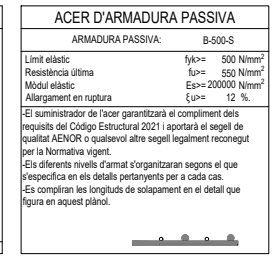 ACER D'ARMADURA PASSIVA
ARMADURA PASSIVA: B-500-S
Límit elàstic fyk>= 500 N/mm²
Resistència última fu>= 550 N/mm²
Mòdul elàstic Es>= 200000 N/mm²
Allargament en ruptura ξu>= 12 %.
-El suministrador de l'acer garantitzarà el compliment dels
requisits del Código Estructural 2021 i aportarà el segell de
qualitat AENOR o qualsevol altre segell legalment reconegut
per la Normativa vigent.
-Els diferents nivells d'armat s'organitzaran segons el que
s'especifica en els detalls pertanyents per a cada cas.
-Es compliran les longituds de solapament en el detall que
figura en aquest plànol.